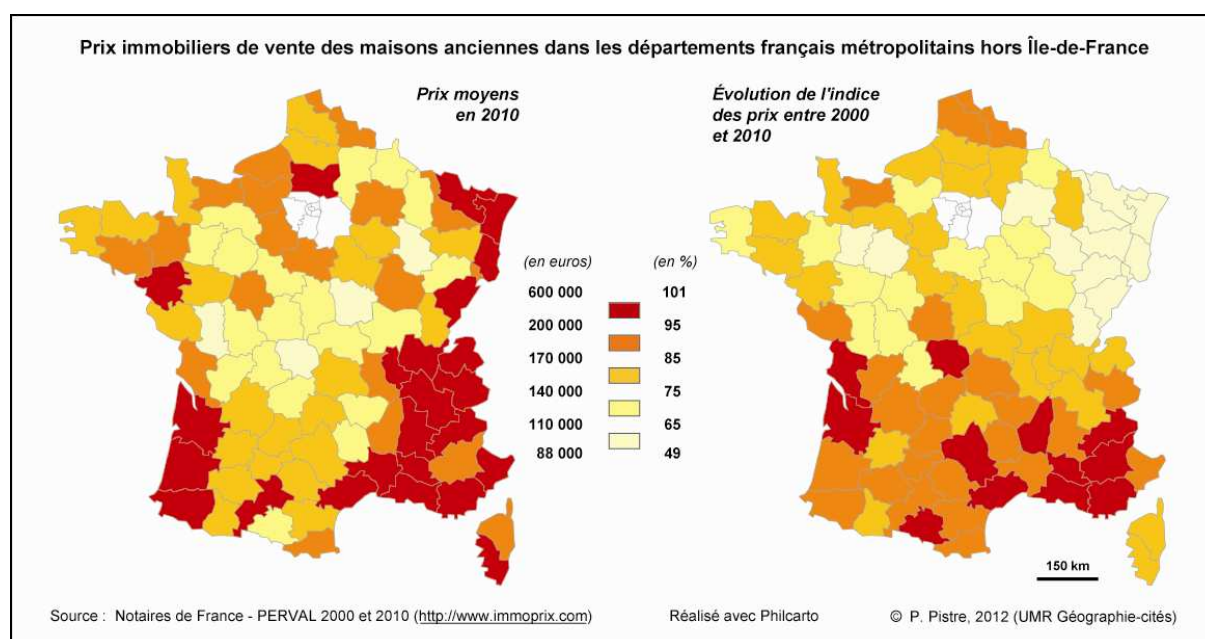 Prix immobiliers de vente des maisons anciennes dans les départements français métropolitains hors Île-de-France
Prix moyens
en 2010
Évolution de l'indice
des prix entre 2000
et 2010
(en euros) (en %)
600 000 101
200 000 95
170 000 85
140 000 75
110 000 65
88 000 49
150 km
Source : Notaires de France - PERVAL 2000 et 2010 (http://www.immoprix.com) Réalisé avec Philcarto © P. Pistre, 2012 (UMR Géographie-cités)